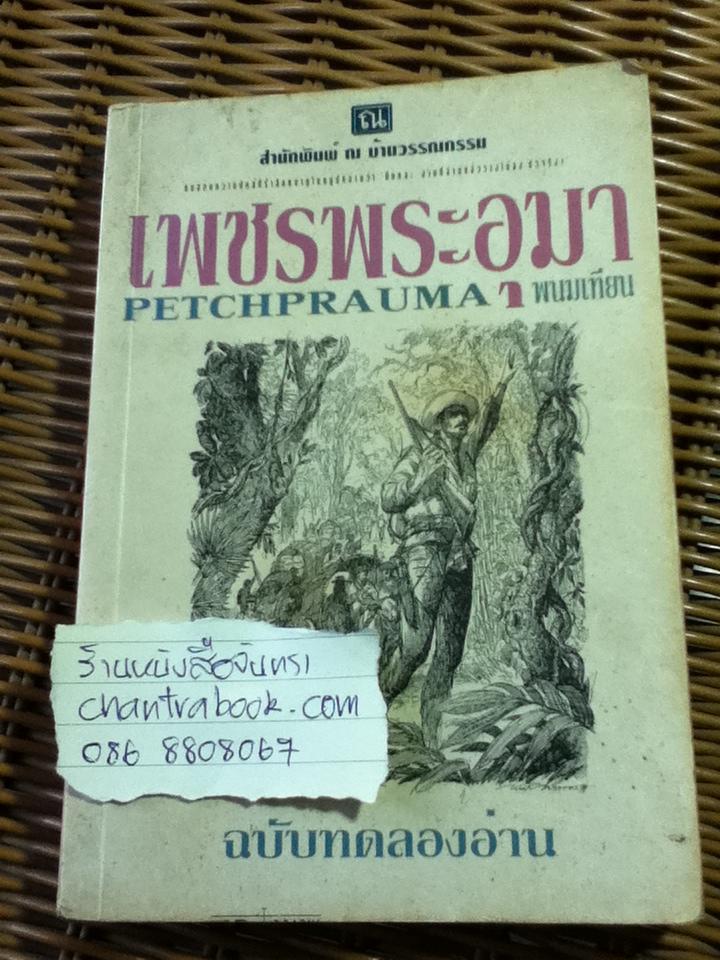 ณ
สำนักพิมพ์ ณ บ้านวรรณกรรม
เพชรพระอุมา
PETCHPRAUMA
พนมเทียน
ร้านหนังสือจันทรา
chantrabook.com
086 8808067
ฉบับทดลองอ่าน